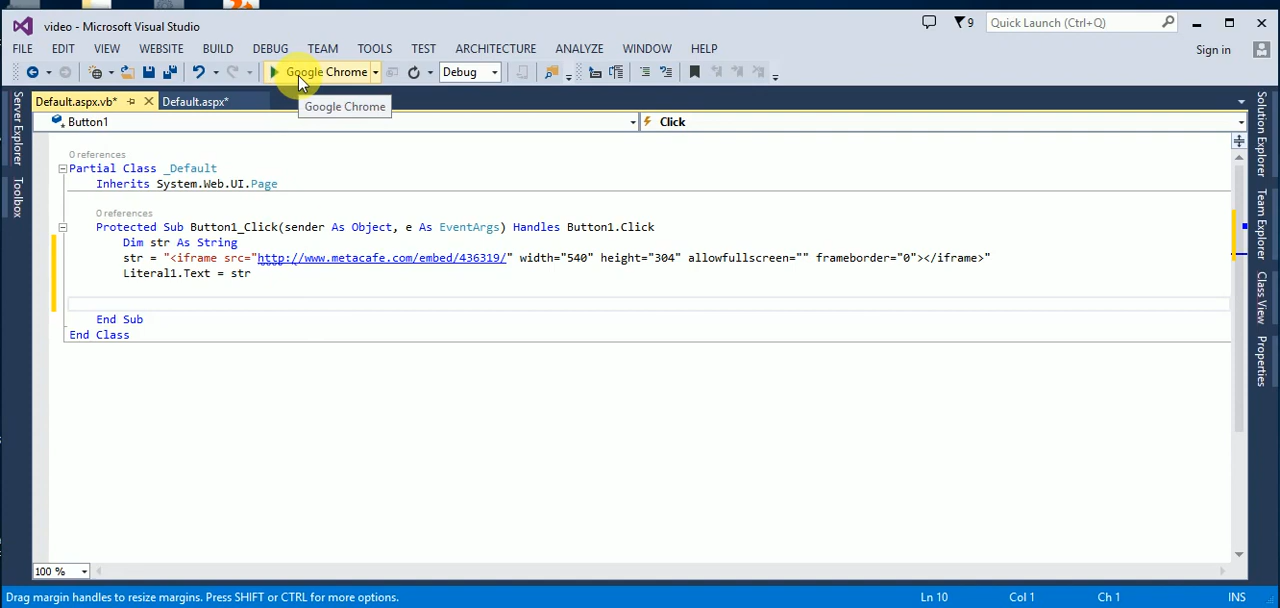 video - Microsoft Visual Studio
9
Quick Launch (Ctrl+Q)
FILE EDIT VIEW WEBSITE BUILD DEBUG TEAM TOOLS TEST ARCHITECTURE ANALYZE WINDOW HELP
Sign in
Google Chrome
Debug
Google Chrome
Default.aspx.vb*
Default.aspx*
Button1
Click
Server Explorer
Toolbox
Solution Explorer
Team Explorer
Class View
Properties
0 references
Partial Class _Default
Inherits System.Web.UI.Page
0 references
Protected Sub Button1_Click(sender As Object, e As EventArgs) Handles Button1.Click
Dim str As String
str = "<iframe src="http://www.metacafe.com/embed/436319/" width="540" height="304" allowfullscreen="" frameborder="0"></iframe>"
Literal1.Text = str
End Sub
End Class
100 %
Drag margin handles to resize margins. Press SHIFT or CTRL for more options.
Ln 10
Col 1
Ch 1
INS